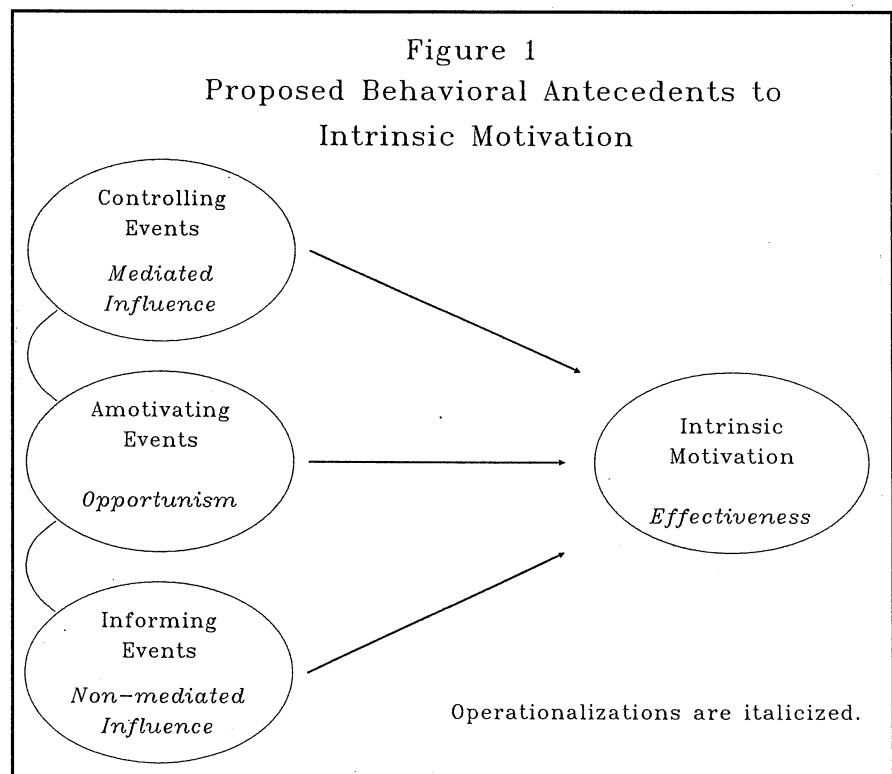 Figure 1
Proposed Behavioral Antecedents to
Intrinsic Motivation
Controlling
Events
Mediated
Influence
Amotivating
Events
Opportunism
Informing
Events
Non-mediated
Influence
Intrinsic
Motivation
Effectiveness
Operationalizations are italicized.